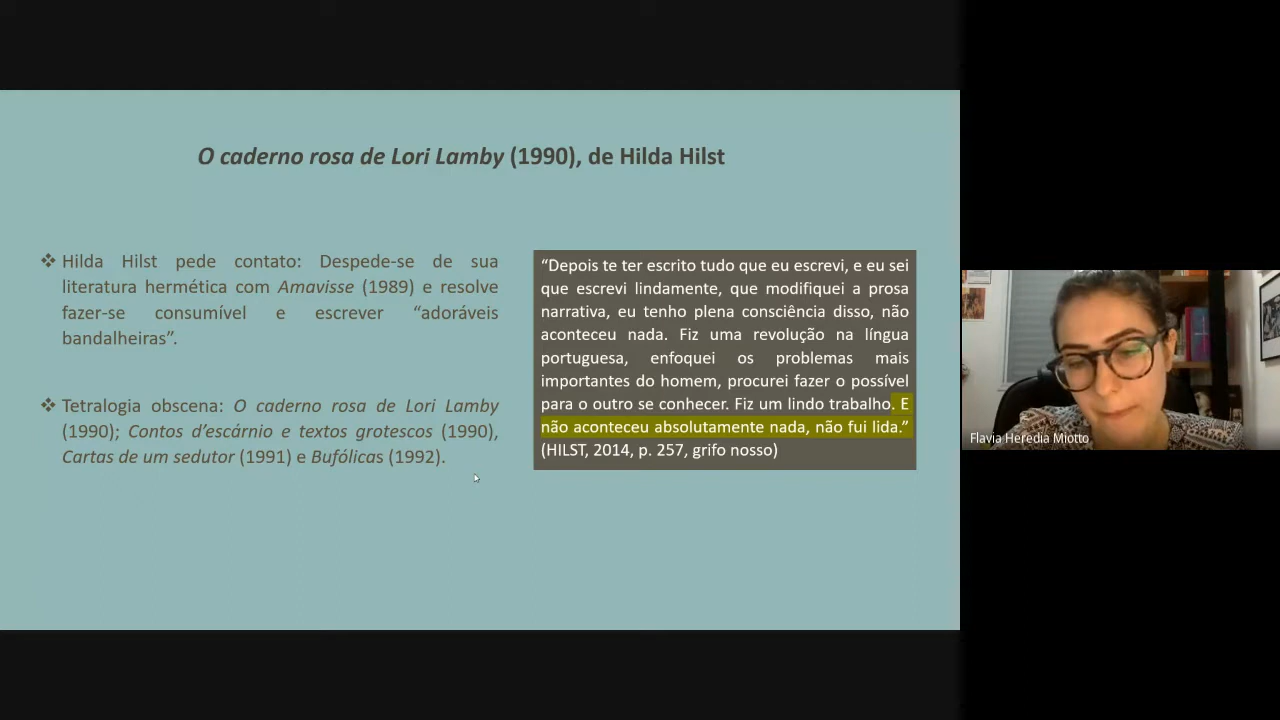 O caderno rosa de Lori Lamby (1990), de Hilda Hilst
❖ Hilda Hilst pede contato: Despede-se de sua
literatura hermética com Amavisse (1989) e resolve
fazer-se consumível e escrever “adoráveis
bandalheiras”.
❖ Tetralogia obscena: O caderno rosa de Lori Lamby
(1990); Contos d’escárnio e textos grotescos (1990),
Cartas de um sedutor (1991) e Bufólicas (1992).
“Depois te ter escrito tudo que eu escrevi, e eu sei
que escrevi lindamente, que modifiquei a prosa
narrativa, eu tenho plena consciência disso, não
aconteceu nada. Fiz uma revolução na língua
portuguesa, enfoquei os problemas mais
importantes do homem, procurei fazer o possível
para o outro se conhecer. Fiz um lindo trabalho. E
não aconteceu absolutamente nada, não fui lida.”
(HILST, 2014, p. 257, grifo nosso)
Flavia Heredia Miotto